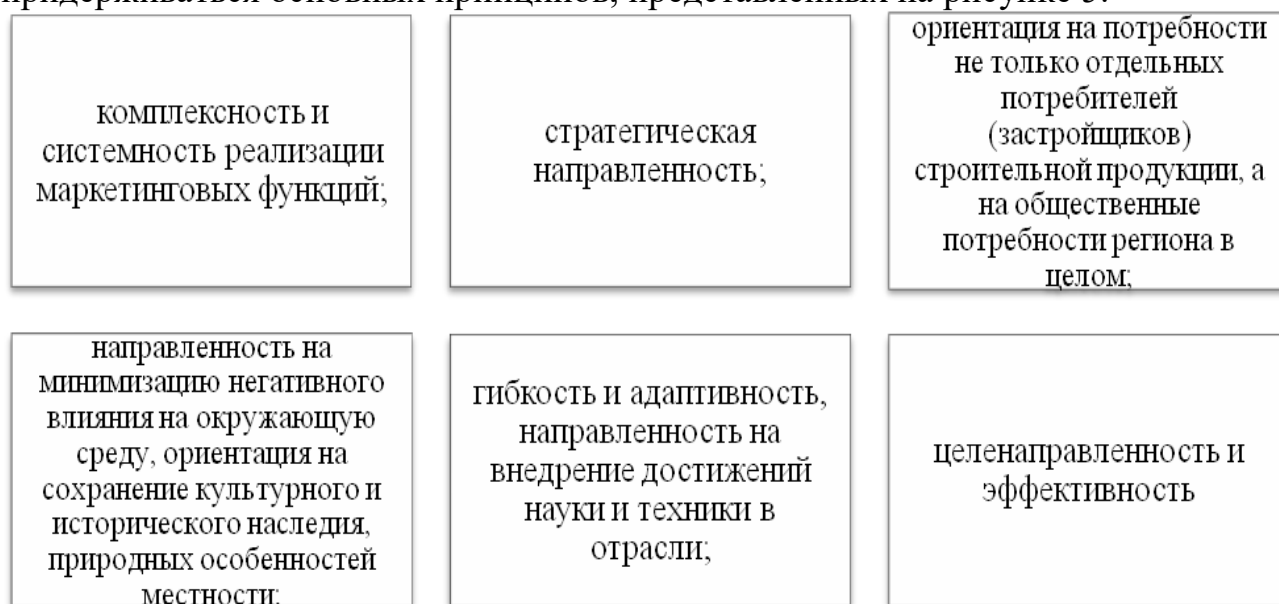 придерживаться основных принципов, представленных на рисунке 3.
комплексность и
системность реализации
маркетинговых функций;
стратегическая
направленность;
ориентация на потребности
не только отдельных
потребителей
(застройщиков)
строительной продукции, а
на общественные
потребности региона в
целом;
направленность на
минимизацию негативного
влияния на окружающую
среду, ориентация на
сохранение культурного и
исторического наследия,
природных особенностей
местности;
гибкость и адаптивность,
направленность на
внедрение достижений
науки и техники в
отрасли;
целенаправленность и
эффективность